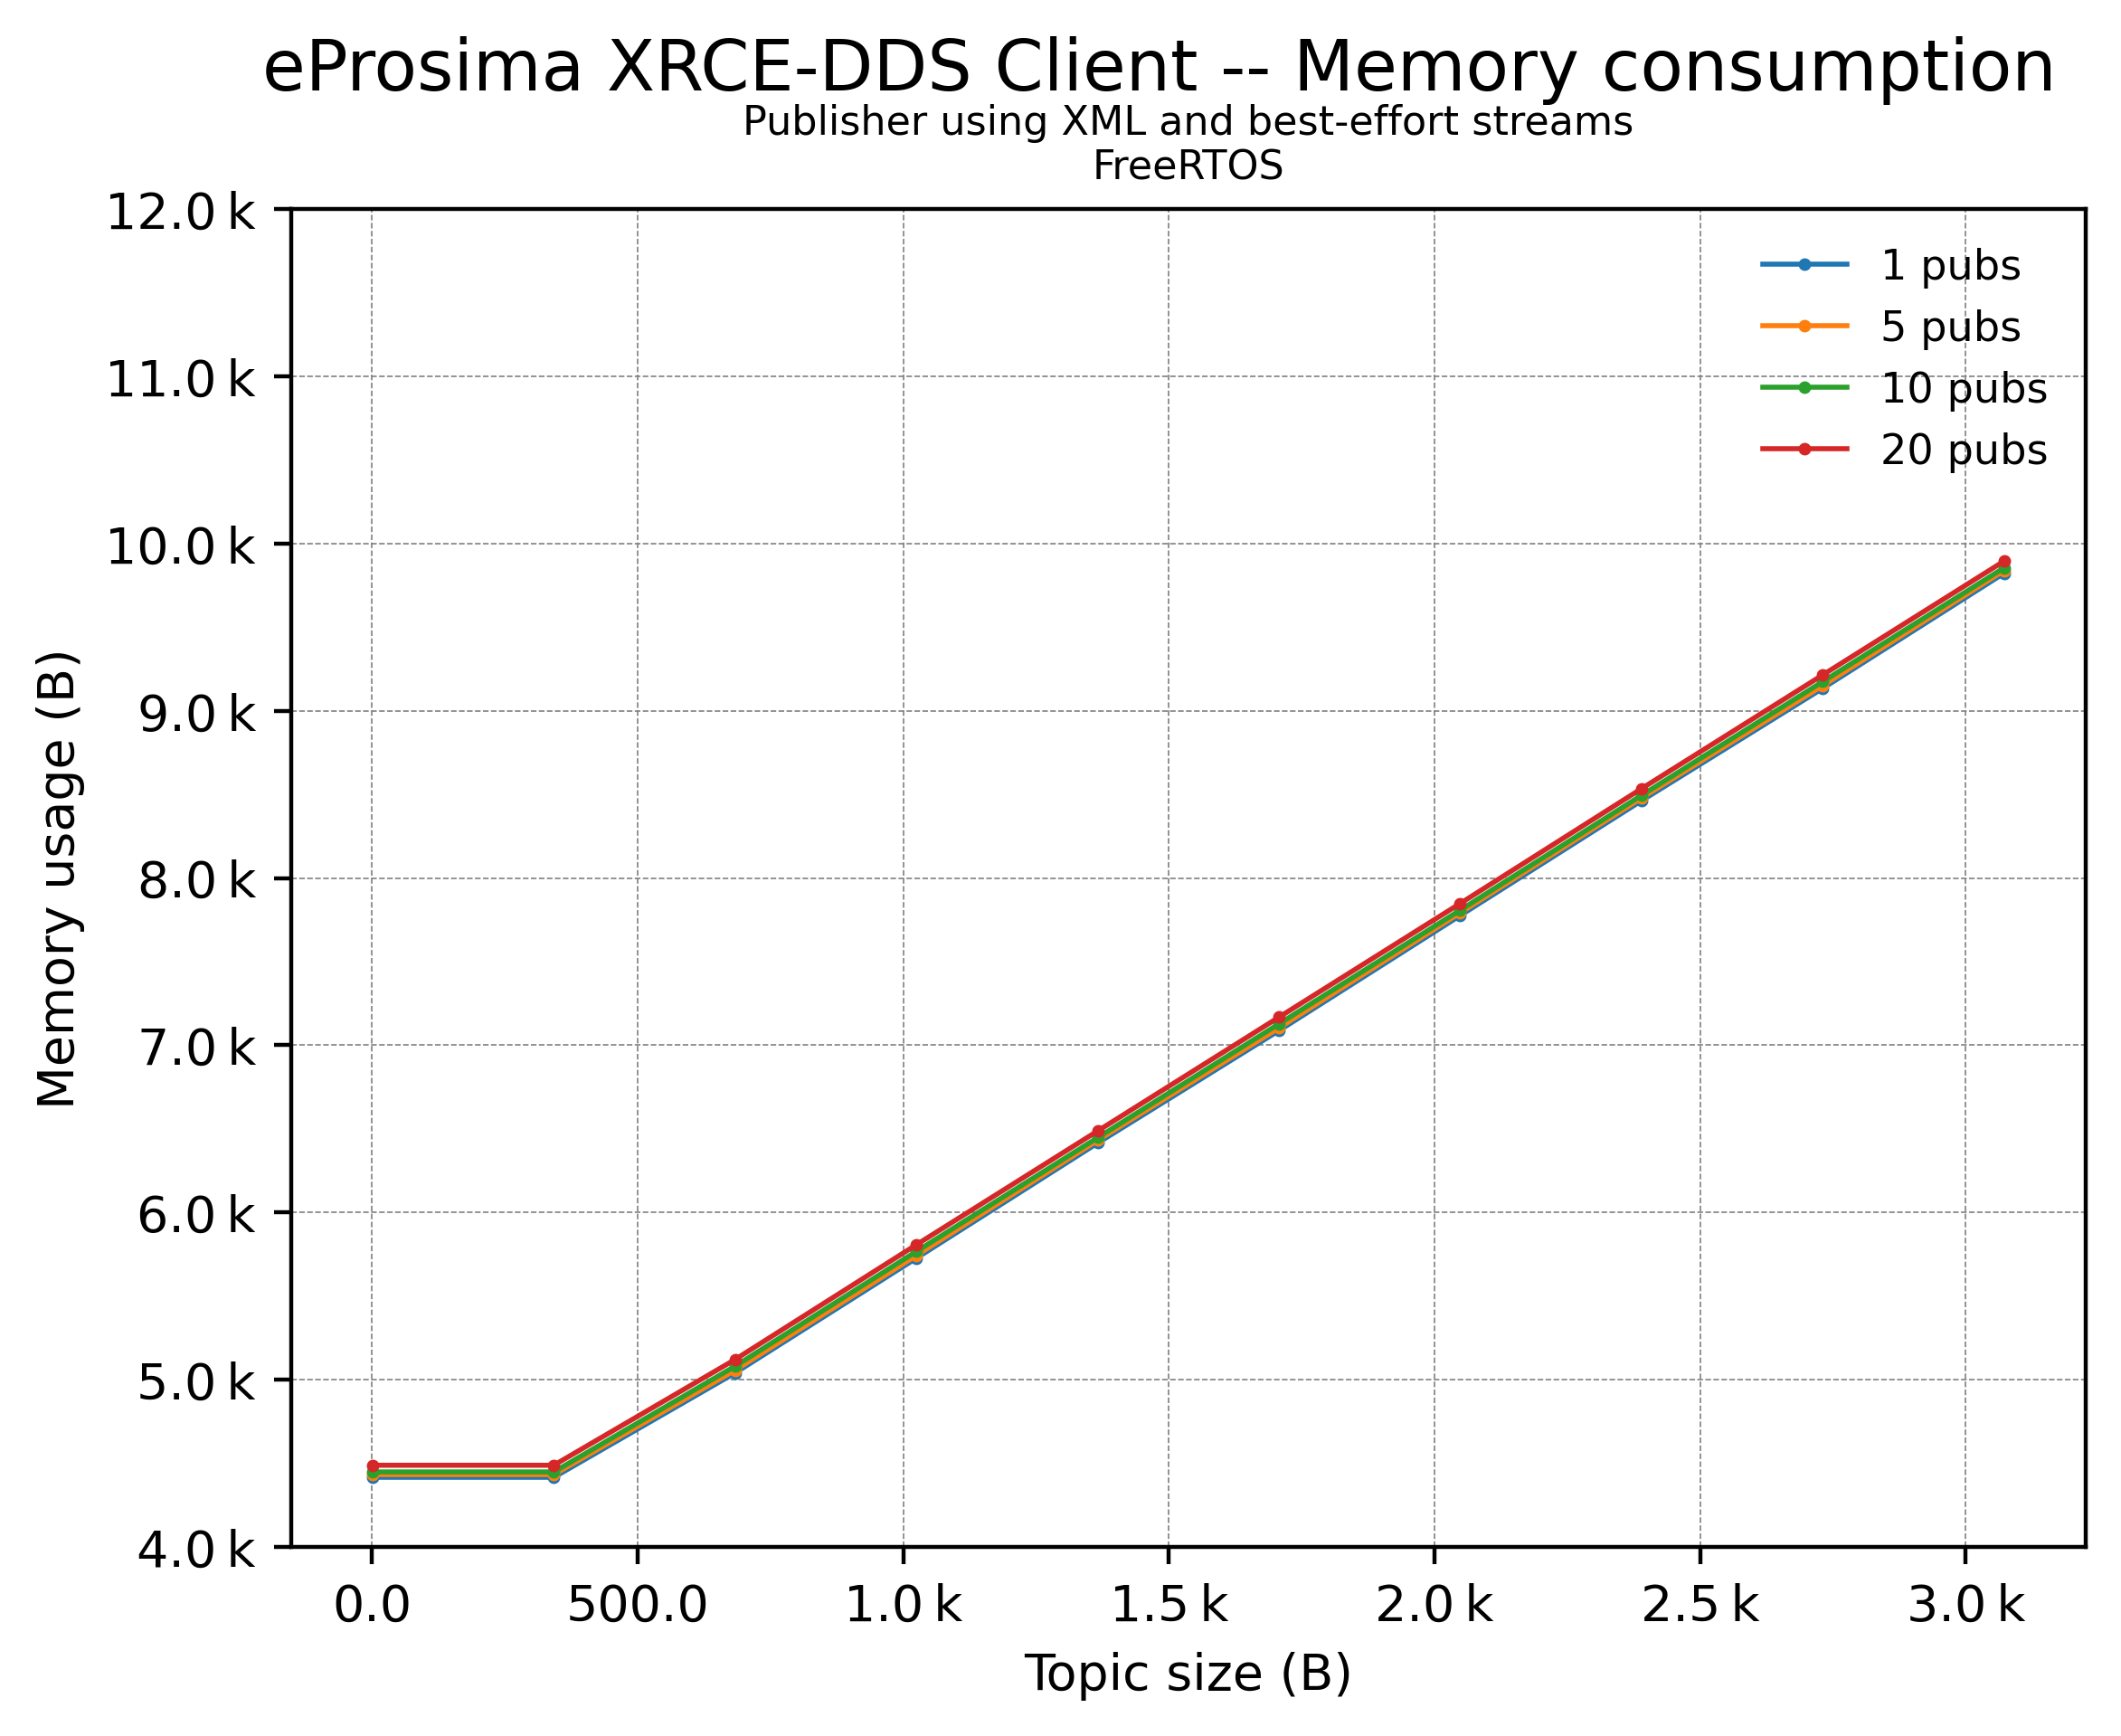 eProsima XRCE-DDS Client -- Memory consumption
Publisher using XML and best-effort streams
FreeRTOS
12.0 k
11.0 k
10.0 k
9.0 k
8.0 k
7.0 k
6.0 k
5.0 k
4.0 k
Memory usage (B)
1 pubs
5 pubs
10 pubs
20 pubs
0.0 500.0 1.0 k 1.5 k 2.0 k 2.5 k 3.0 k
Topic size (B)